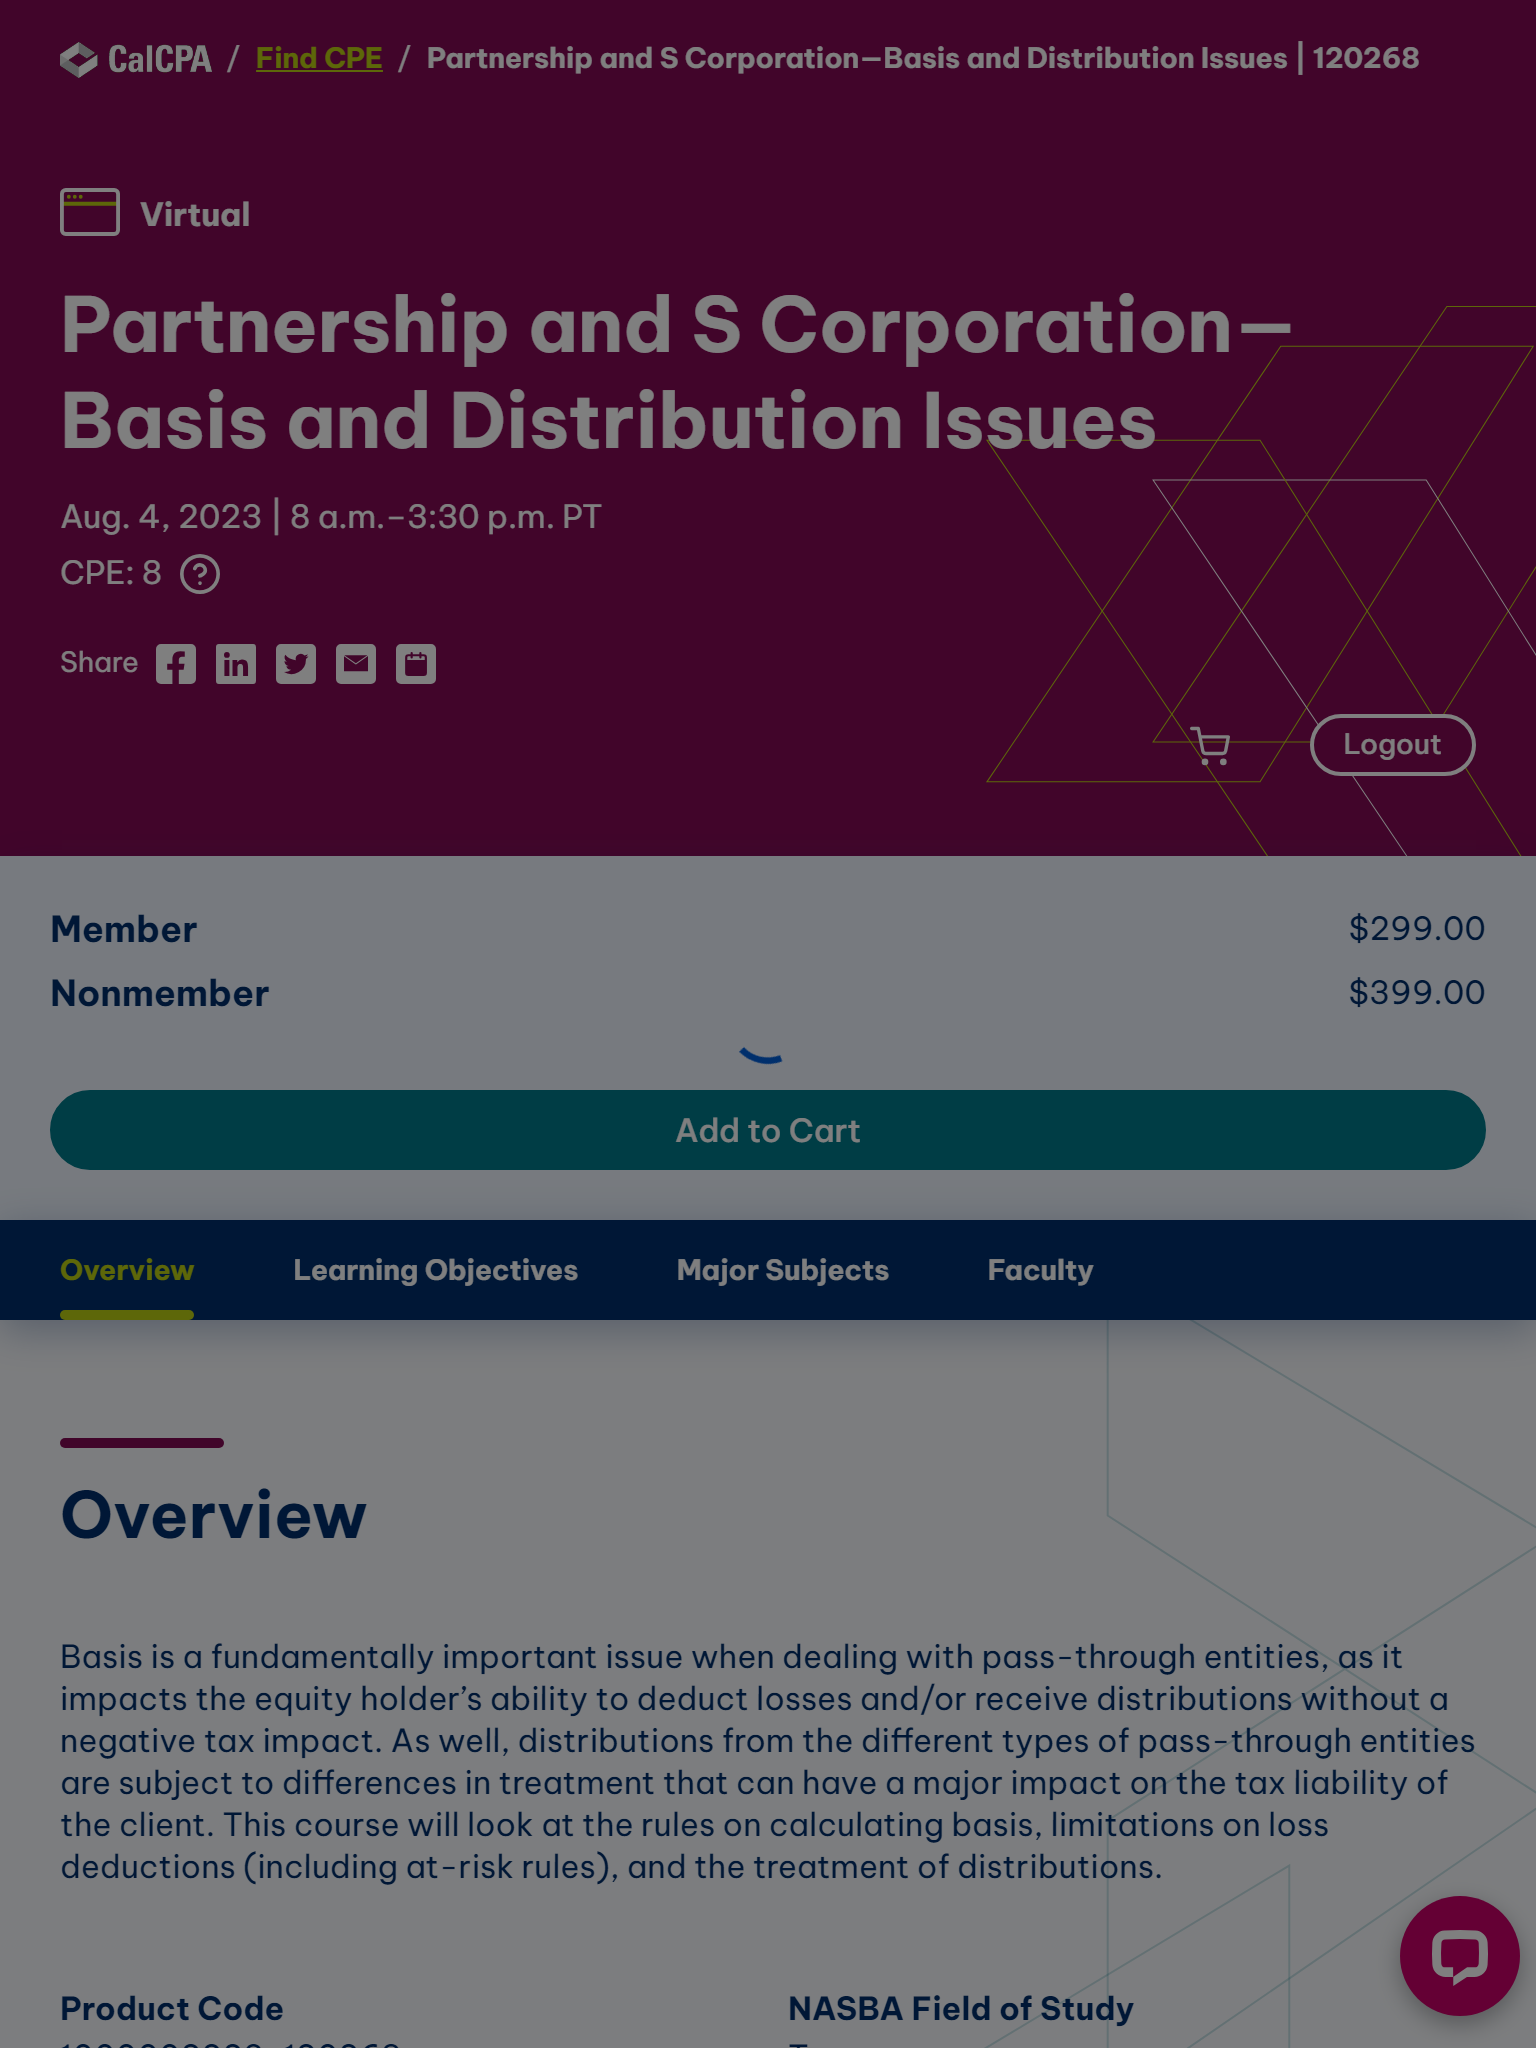 CalCPA / Find CPE / Partnership and S Corporation—Basis and Distribution Issues | 120268
Virtual
Partnership and S Corporation—
Basis and Distribution Issues
Aug. 4, 2023 | 8 a.m.–3:30 p.m. PT
CPE: 8 ?
Share
Logout
Member $299.00
Nonmember $399.00
Add to Cart
Overview Learning Objectives Major Subjects Faculty
Overview
Basis is a fundamentally important issue when dealing with pass-through entities, as it
impacts the equity holder’s ability to deduct losses and/or receive distributions without a
negative tax impact. As well, distributions from the different types of pass-through entities
are subject to differences in treatment that can have a major impact on the tax liability of
the client. This course will look at the rules on calculating basis, limitations on loss
deductions (including at-risk rules), and the treatment of distributions.
Product Code NASBA Field of Study